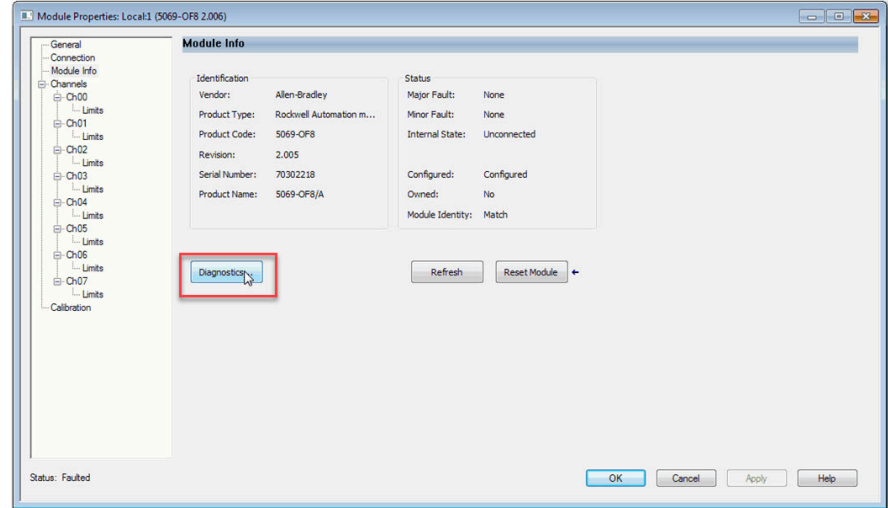 Module Properties: Local:1 (5069-OF8 2.006)
General
Connection
Module Info
Channels
Ch00
Limits
Ch01
Limits
Ch02
Limits
Ch03
Limits
Ch04
Limits
Ch05
Limits
Ch06
Limits
Ch07
Limits
Calibration
Module Info
Identification
Vendor: Allen-Bradley
Product Type: Rockwell Automation m...
Product Code: 5069-OF8
Revision: 2.005
Serial Number: 70302218
Product Name: 5069-OF8/A
Status
Major Fault: None
Minor Fault: None
Internal State: Unconnected
Configured: Configured
Owned: No
Module Identity: Match
Diagnostics...
Refresh
Reset Module
Status: Faulted
OK
Cancel
Apply
Help